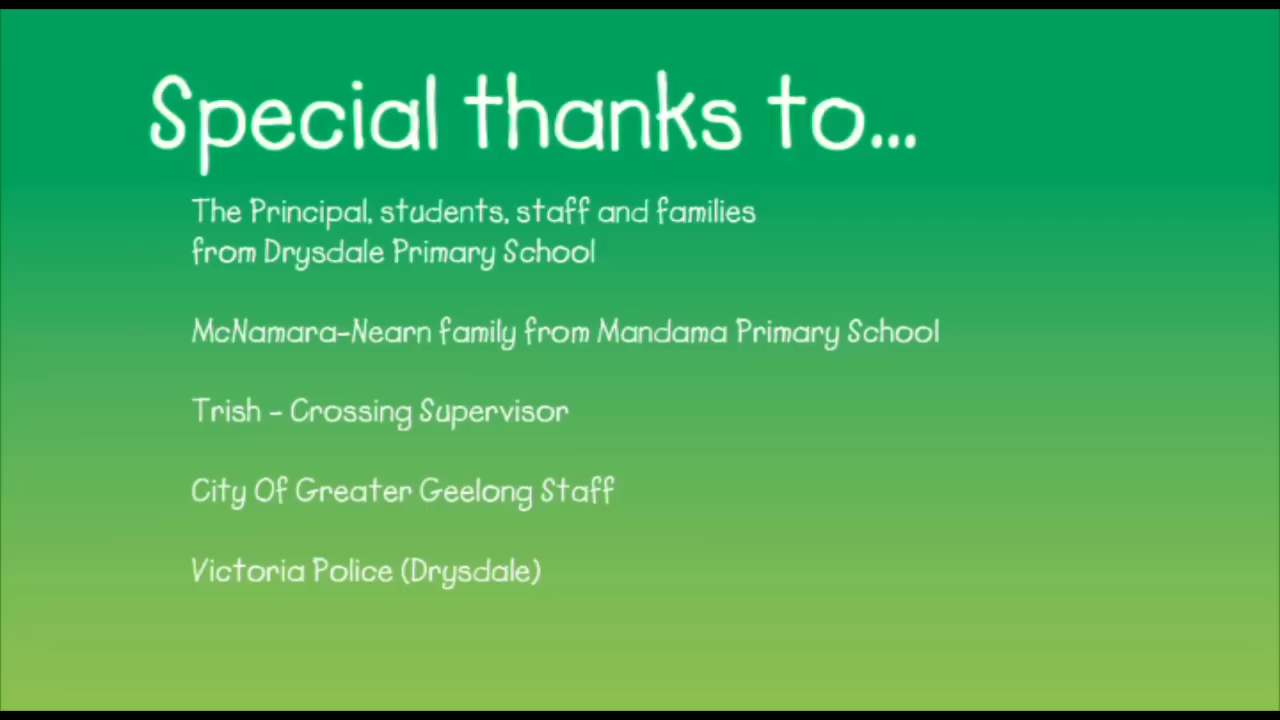 Special thanks to...
The Principal, students, staff and families
from Drysdale Primary School
McNamara-Nearn family from Mandama Primary School
Trish - Crossing Supervisor
City Of Greater Geelong Staff
Victoria Police (Drysdale)